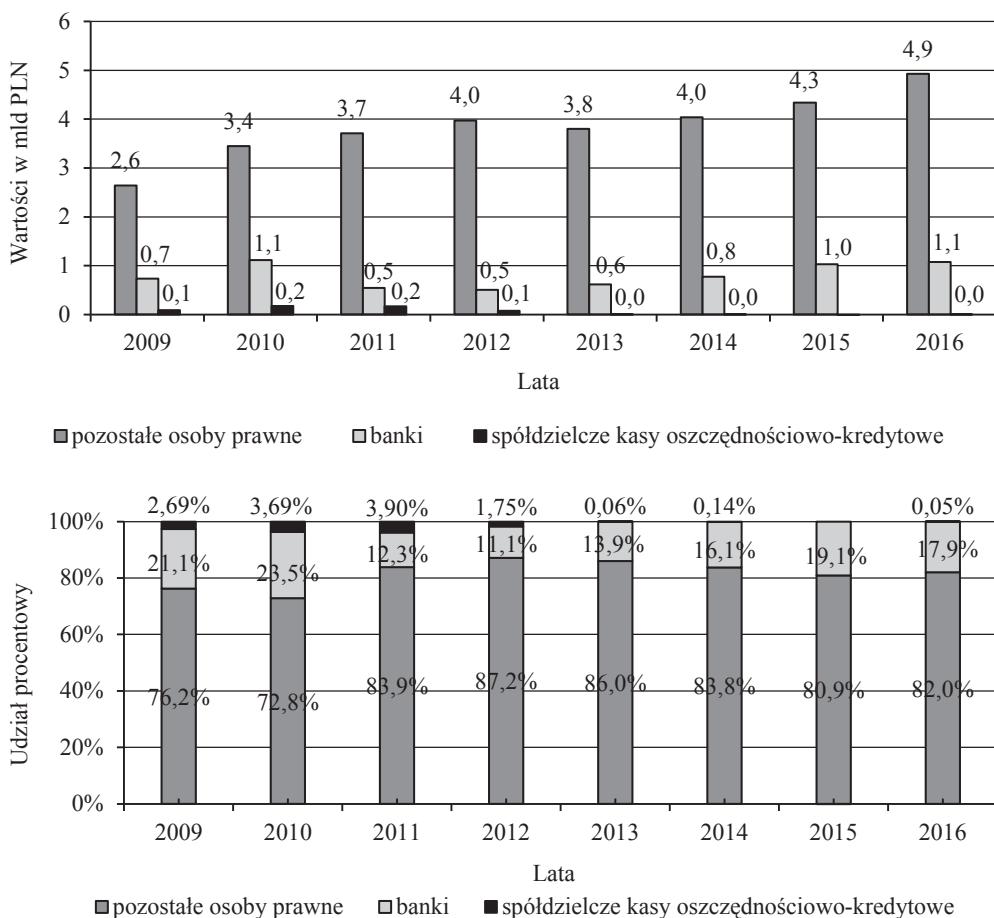 Wartości w mld PLN
6
5
4
3
2
1
0
2,6 0,7 0,1
3,4 1,1 0,2
3,7 0,5 0,2
4,0 0,5 0,1
3,8 0,6 0,0
4,0 0,8 0,0
4,3 1,0
4,9 1,1 0,0
2009 2010 2011 2012 2013 2014 2015 2016
Lata
pozostałe osoby prawne banki spółdzielcze kasy oszczędnościowo-kredytowe
Udział procentowy
100%
80%
60%
40%
20%
0%
2,69% 3,69% 3,90% 1,75% 0,06% 0,14% 0,05%
21,1% 23,5% 12,3% 11,1% 13,9% 16,1% 19,1% 17,9%
76,2% 72,8% 83,9% 87,2% 86,0% 83,8% 80,9% 82,0%
2009 2010 2011 2012 2013 2014 2015 2016
Lata
pozostałe osoby prawne banki spółdzielcze kasy oszczędnościowo-kredytowe